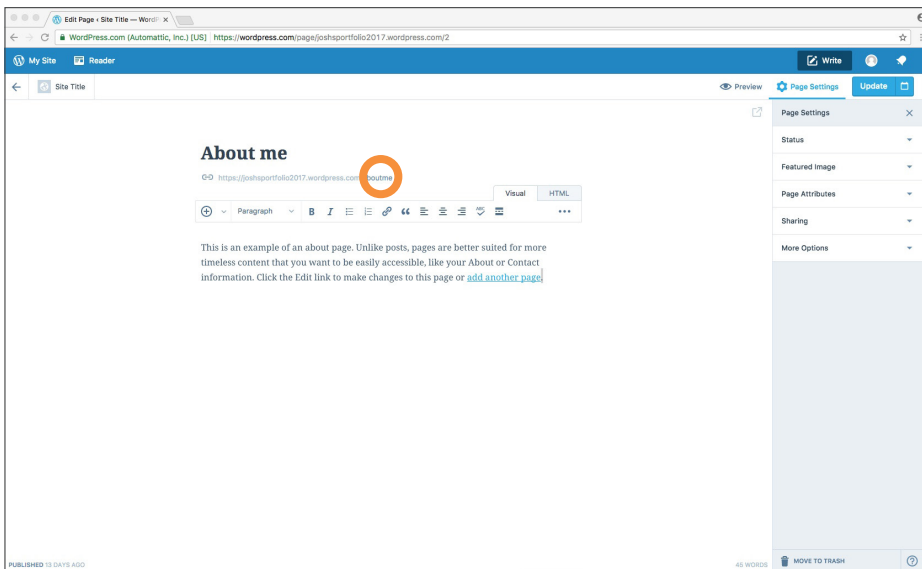 Edit Page ‹ Site Title — WordP
WordPress.com (Automattic, Inc.) [US] https://wordpress.com/page/joshsportfolio2017.wordpress.com/2
My Site Reader Write
Site Title Preview Page Settings Update
Page Settings
Status
Featured Image
Page Attributes
Sharing
More Options
About me
https://joshsportfolio2017.wordpress.com boutme
Visual HTML
Paragraph B I ABC
This is an example of an about page. Unlike posts, pages are better suited for more
timeless content that you want to be easily accessible, like your About or Contact
information. Click the Edit link to make changes to this page or add another page.
PUBLISHED 13 DAYS AGO 45 WORDS MOVE TO TRASH